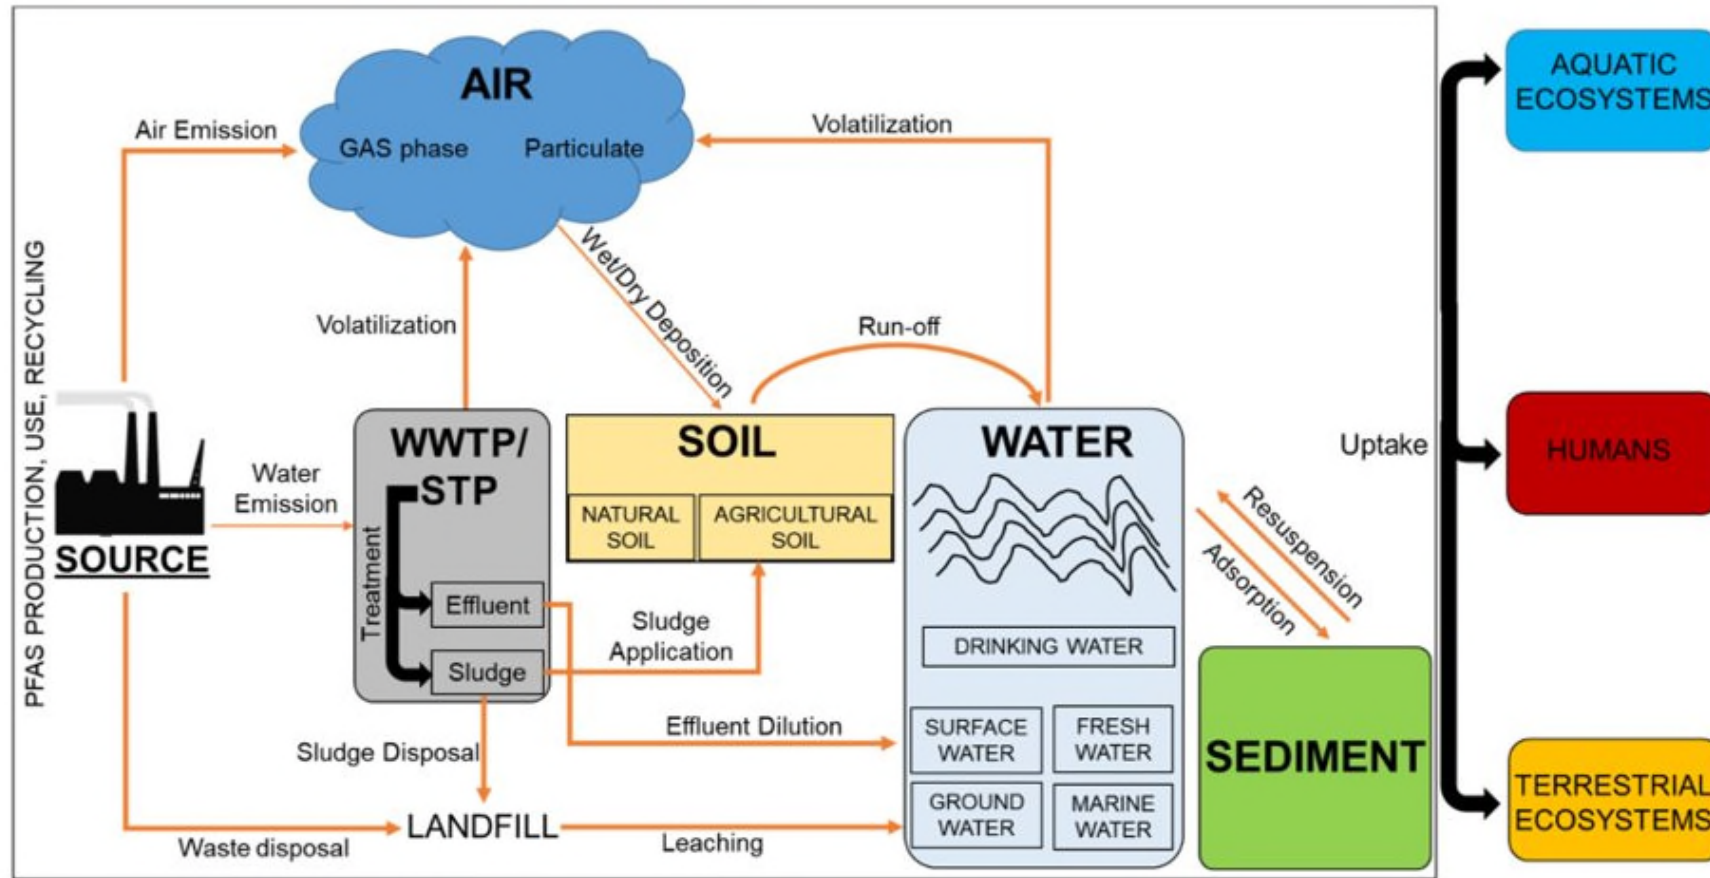 AIR
GAS phase
Particulate
Air Emission
Volatilization
AQUATIC
ECOSYSTEMS
PFAS PRODUCTION, USE, RECYCLING
Volatilization
Wet/Dry Deposition
Run-off
SOURCE
Water
Emission
WWTP/
STP
Treatment
Effluent
Sludge
SOIL
NATURAL
SOIL
AGRICULTURAL
SOIL
Sludge
Application
WATER
DRINKING WATER
SURFACE
WATER
FRESH
WATER
GROUND
WATER
MARINE
WATER
Resuspension
Adsorption
Uptake
HUMANS
Effluent Dilution
Sludge Disposal
LANDFILL
Waste disposal
Leaching
SEDIMENT
TERRESTRIAL
ECOSYSTEMS